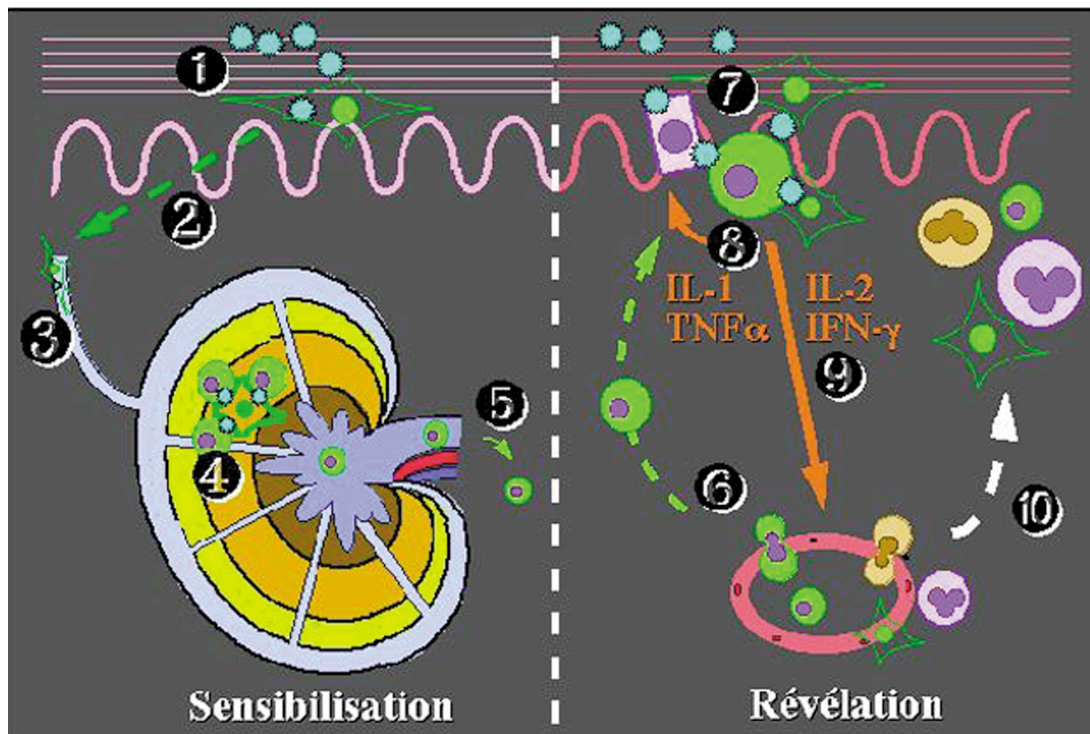 1
2
3
4
5
Sensibilisation
7
8
IL-1
TNFα
IL-2
IFN-γ
9
6
10
Révélation